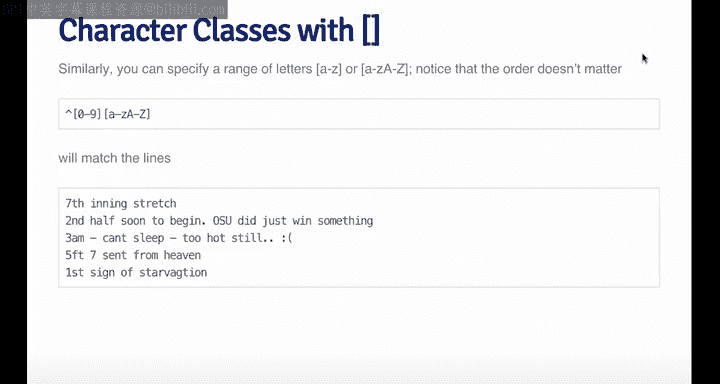 Character Classes with []
Similarly, you can specify a range of letters [a-z] or [a-zA-Z]; notice that the order doesn’t matter
^[0-9][a-zA-Z]
will match the lines
7th inning stretch
2nd half soon to begin. OSU did just win something
3am - cant sleep - too hot still.. :(
5ft 7 sent from heaven
1st sign of starvagtion